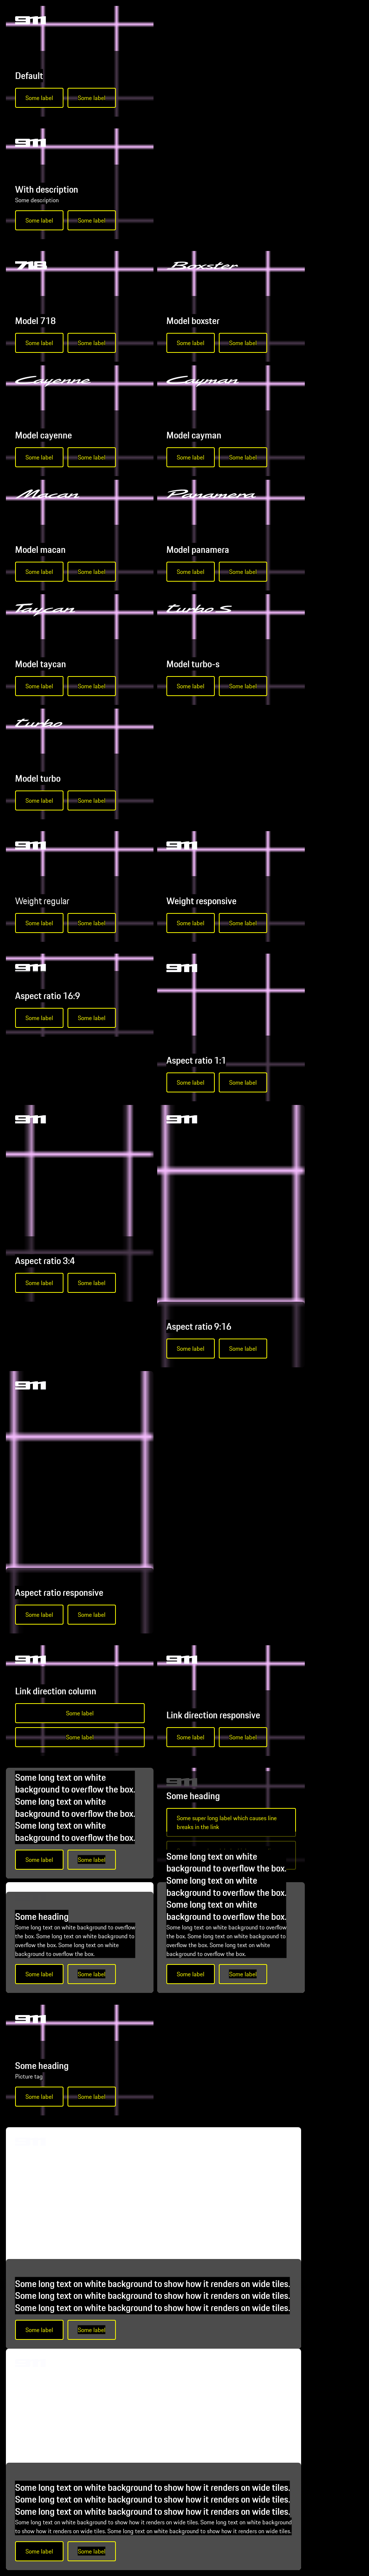 911
Default
Some label Some label
911
With description
Some description
Some label Some label
718 Boxster
Model 718 Model boxster
Some label Some label Some label Some label
Cayenne Cayman
Model cayenne Model cayman
Some label Some label Some label Some label
Macan Panamera
Model macan Model panamera
Some label Some label Some label Some label
Taycan turbo S
Model taycan Model turbo-s
Some label Some label Some label Some label
turbo
Model turbo
Some label Some label
911 911
Weight regular Weight responsive
Some label Some label Some label Some label
911 911
Aspect ratio 16:9
Some label Some label
Aspect ratio 1:1
Some label Some label
911 911
Aspect ratio 3:4
Some label Some label
Aspect ratio 9:16
Some label Some label
911
Aspect ratio responsive
Some label Some label
911 911
Link direction column
Some label
Some label
Link direction responsive
Some label Some label
Some long text on white
background to overflow the box.
Some long text on white
background to overflow the box.
Some long text on white
background to overflow the box.
Some label Some label
911
Some heading
Some super long label which causes line
breaks in the link
Some heading
Some long text on white background to overflow
the box. Some long text on white background to
overflow the box. Some long text on white
background to overflow the box.
Some label Some label
Some long text on white
background to overflow the box.
Some long text on white
background to overflow the box.
Some long text on white
background to overflow the box.
Some long text on white background to overflow
the box. Some long text on white background to
overflow the box. Some long text on white
background to overflow the box.
Some label Some label
911
Some heading
Picture tag
Some label Some label
Some long text on white background to show how it renders on wide tiles.
Some long text on white background to show how it renders on wide tiles.
Some long text on white background to show how it renders on wide tiles.
Some label Some label
Some long text on white background to show how it renders on wide tiles.
Some long text on white background to show how it renders on wide tiles.
Some long text on white background to show how it renders on wide tiles.
Some long text on white background to show how it renders on wide tiles. Some long text on white background
to show how it renders on wide tiles. Some long text on white background to show how it renders on wide tiles.
Some label Some label